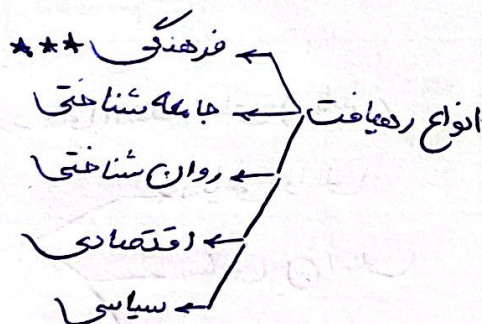 انواع رهیافت
فرهنگی ***
جامعه شناختی
روان شناختی
اقتصادی
سیاسی